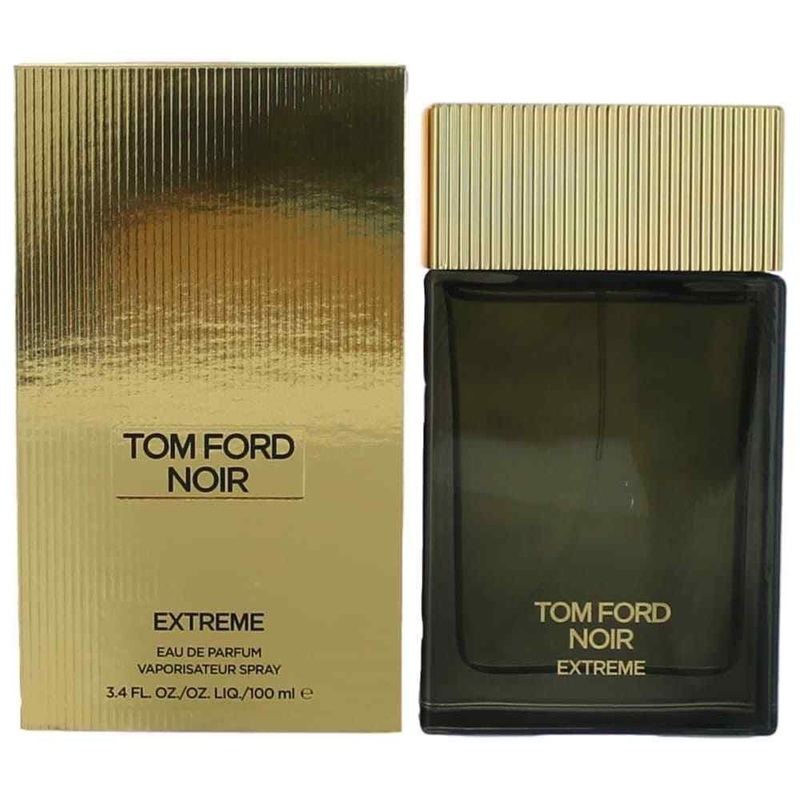 TOM FORD
NOIR
EXTREME
EAU DE PARFUM
VAPORISATEUR SPRAY
3.4 FL. OZ./OZ. LIQ./100 ml ℮
TOM FORD
NOIR
EXTREME